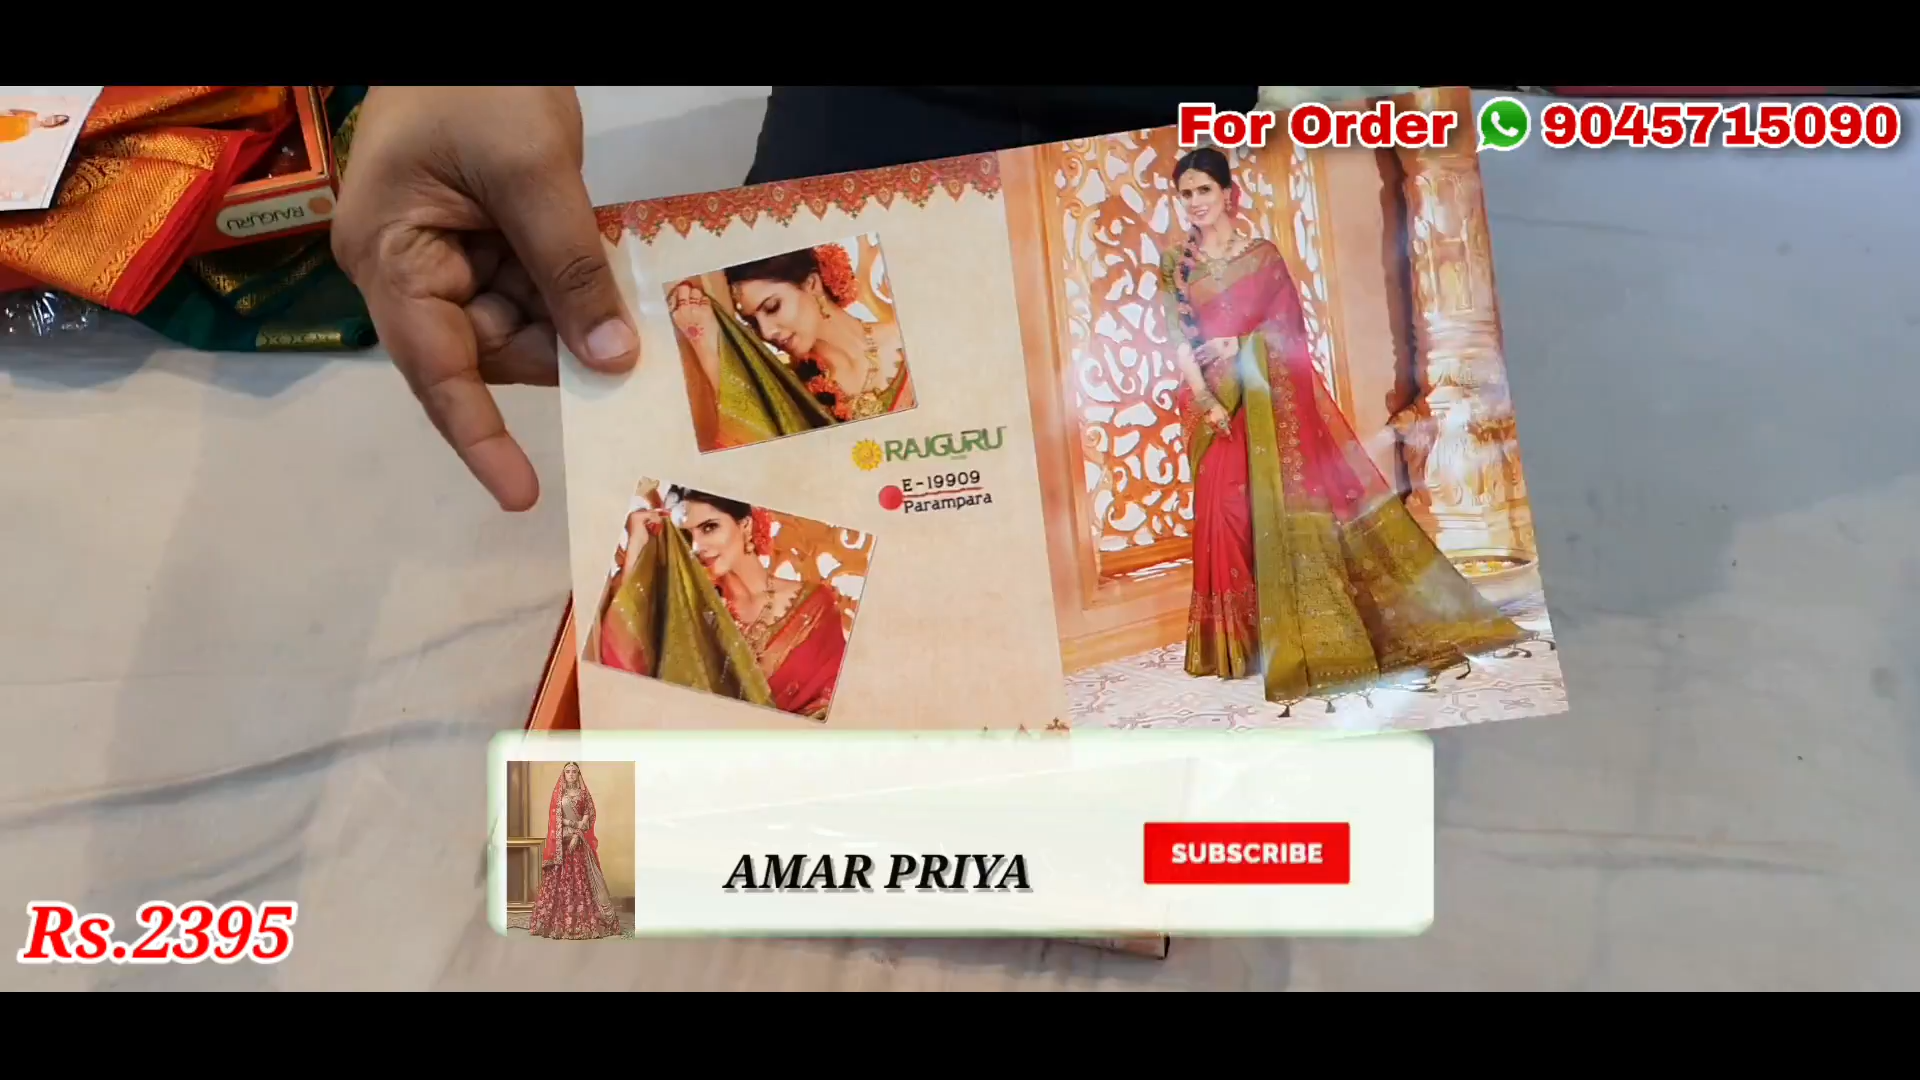 For Order 9045715090
RAJGURU
RAJGURU
E-19909
Parampara
AMAR PRIYA
SUBSCRIBE
Rs.2395